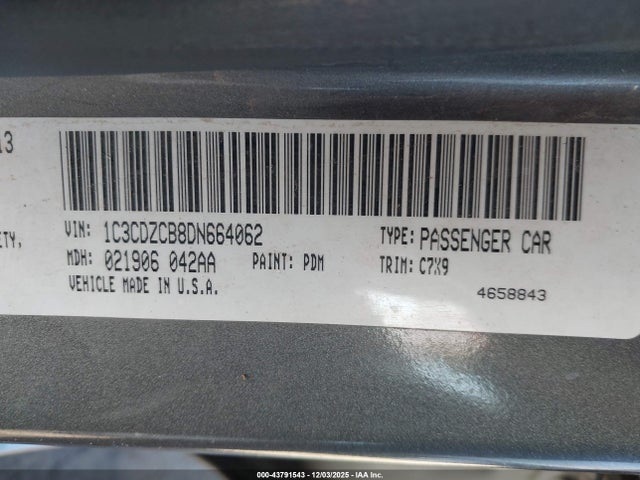 13
ETY,
VIN: 1C3CDZCB8DN664062 TYPE: PASSENGER CAR
MDH: 021906 042AA PAINT: PDM TRIM: C7X9
VEHICLE MADE IN U.S.A.
4658843
000-43791543 - 12/03/2025 - IAA Inc.